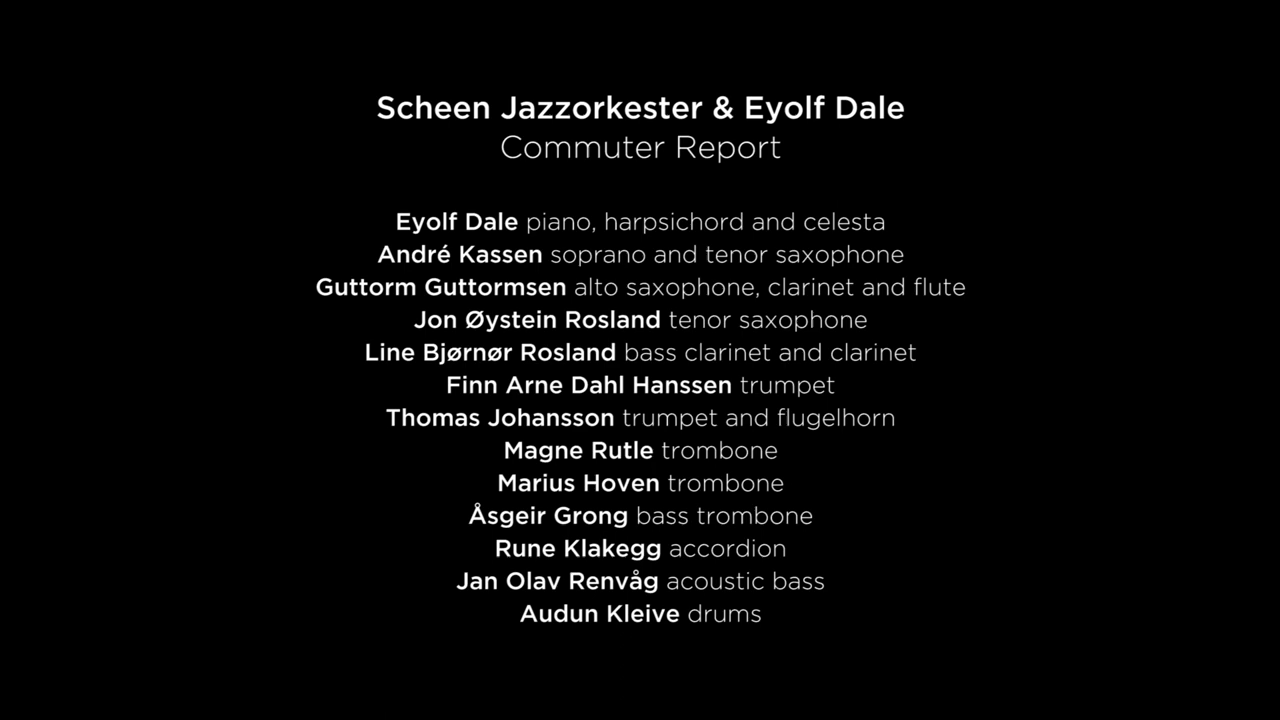 Scheen Jazzorkester & Eyolf Dale
Commuter Report
Eyolf Dale piano, harpsichord and celesta
André Kassen soprano and tenor saxophone
Guttorm Guttormsen alto saxophone, clarinet and flute
Jon Øystein Rosland tenor saxophone
Line Bjørnør Rosland bass clarinet and clarinet
Finn Arne Dahl Hanssen trumpet
Thomas Johansson trumpet and flugelhorn
Magne Rutle trombone
Marius Hoven trombone
Åsgeir Grong bass trombone
Rune Klakegg accordion
Jan Olav Renvåg acoustic bass
Audun Kleive drums